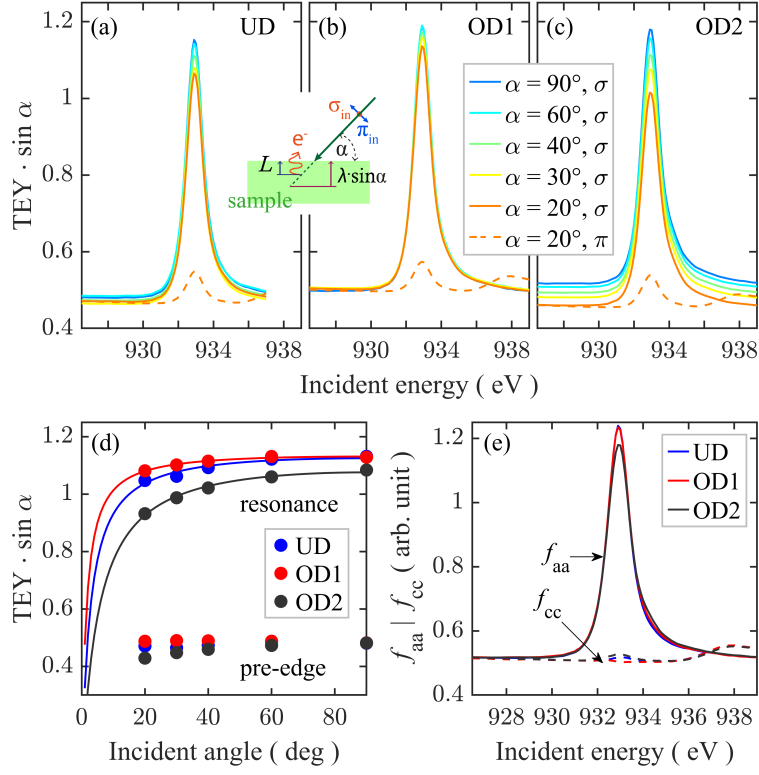 (a) UD
(b) OD1
(c) OD2
TEY · sin α
1.2
1
0.8
0.6
0.4
930 934 938
930 934 938
930 934 938
Incident energy ( eV )
σin
πin
e-
α
L
λ·sinα
sample
α = 90°, σ
α = 60°, σ
α = 40°, σ
α = 30°, σ
α = 20°, σ
α = 20°, π
(d)
TEY · sin α
1.2
1
0.8
0.6
0.4
resonance
UD
OD1
OD2
pre-edge
0 20 40 60 80
Incident angle ( deg )
(e)
faa | fcc ( arb. unit )
1.2
1
0.8
0.6
0.4
UD
OD1
OD2
faa
fcc
928 930 932 934 936 938
Incident energy ( eV )